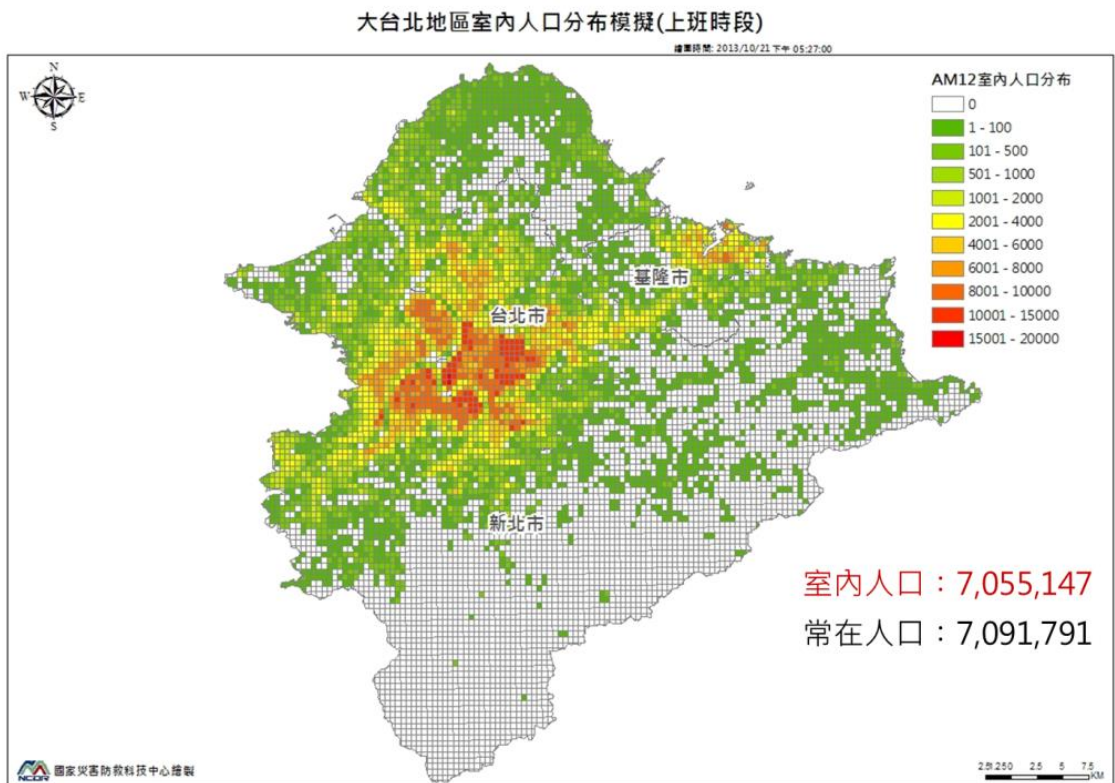 大台北地區室內人口分布模擬(上班時段)
繪圖時間: 2013/10/21 下午 05:27:00
N
W
E
S
AM12室內人口分布
0
1 - 100
101 - 500
501 - 1000
1001 - 2000
2001 - 4000
4001 - 6000
6001 - 8000
8001 - 10000
10001 - 15000
15001 - 20000
基隆市
台北市
新北市
室內人口：7,055,147
常在人口：7,091,791
NCDR 國家災害防救科技中心繪製
2.5 5 7.5
KM